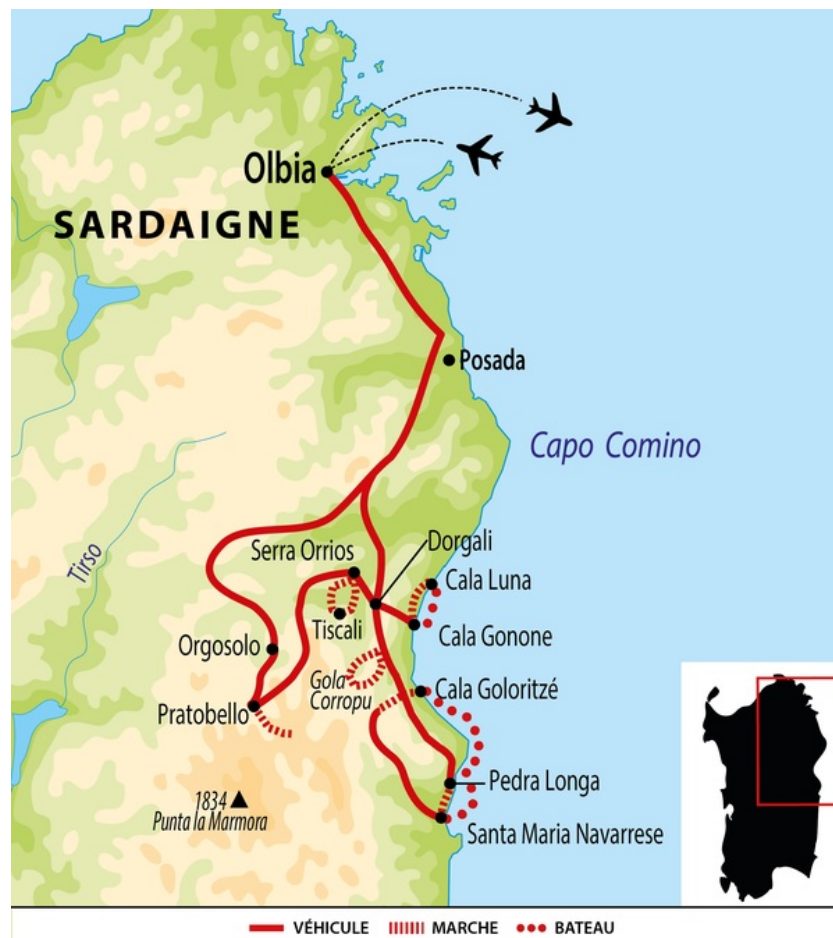 Olbia
SARDAIGNE
Posada
Capo Comino
Tirso
Dorgali
Serra Orrios
Cala Luna
Tiscali
Cala Gonone
Orgosolo
Gola
Corropu
Cala Goloritzé
Pratobello
Pedra Longa
1834
Punta la Marmora
Santa Maria Navarrese
VÉHICULE MARCHE BATEAU